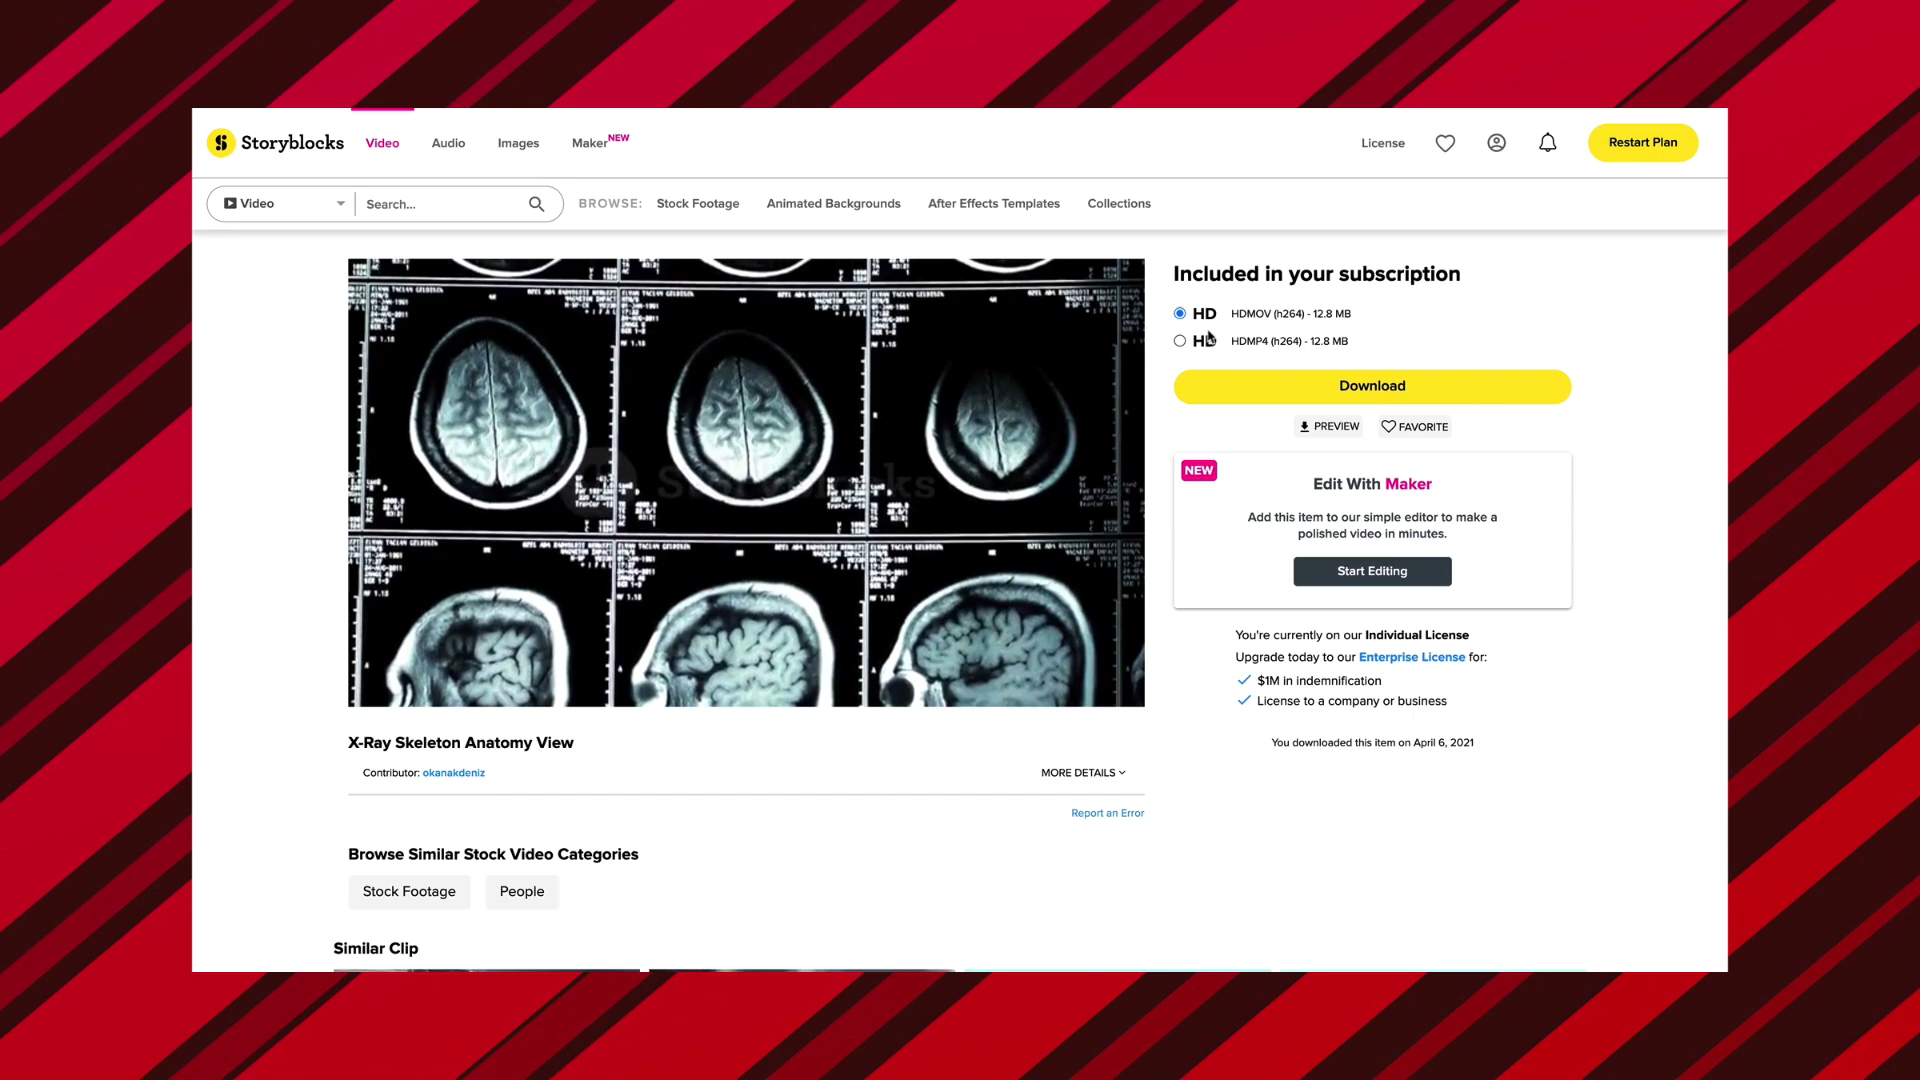 Storyblocks
Video
Audio
Images
Maker NEW
License
Restart Plan
Video
Search...
BROWSE:
Stock Footage
Animated Backgrounds
After Effects Templates
Collections
Included in your subscription
HD HDMOV (h264) - 12.8 MB
HD HDMP4 (h264) - 12.8 MB
Download
PREVIEW
FAVORITE
NEW
Edit With Maker
Add this item to our simple editor to make a
polished video in minutes.
Start Editing
You're currently on our Individual License
Upgrade today to our Enterprise License for:
$1M in indemnification
License to a company or business
You downloaded this item on April 6, 2021
X-Ray Skeleton Anatomy View
Contributor: okanakdeniz
MORE DETAILS
Report an Error
Browse Similar Stock Video Categories
Stock Footage
People
Similar Clip